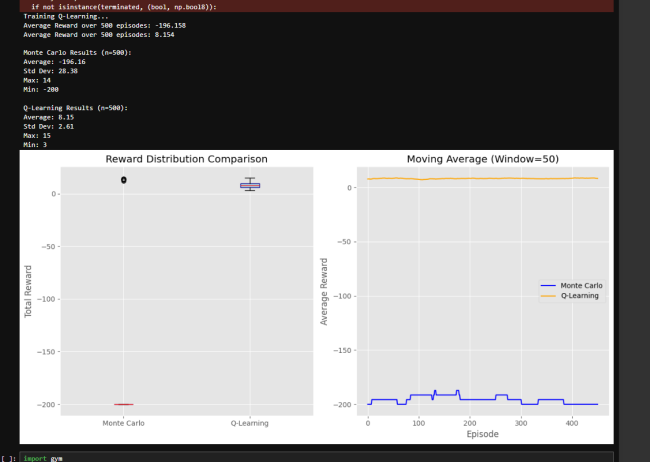 if not isinstance(terminated, (bool, np.bool8)):
Training Q-Learning...
Average Reward over 500 episodes: -196.158
Average Reward over 500 episodes: 8.154
Monte Carlo Results (n=500):
Average: -196.16
Std Dev: 28.38
Max: 14
Min: -200
Q-Learning Results (n=500):
Average: 8.15
Std Dev: 2.61
Max: 15
Min: 3
Reward Distribution Comparison
Total Reward
0
−50
−100
−150
−200
Monte Carlo
Q-Learning
Moving Average (Window=50)
Average Reward
0
−50
−100
−150
−200
Monte Carlo
Q-Learning
0
100
200
300
400
Episode
[ ]: import gym